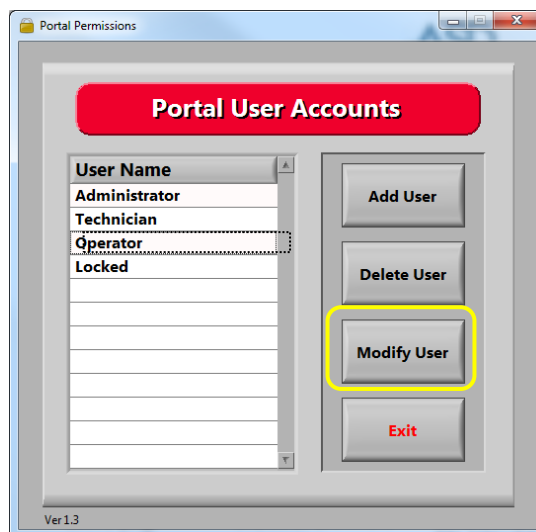 Portal Permissions
Portal User Accounts
User Name
Administrator
Technician
Operator
Locked
Add User
Delete User
Modify User
Exit
Ver 1.3